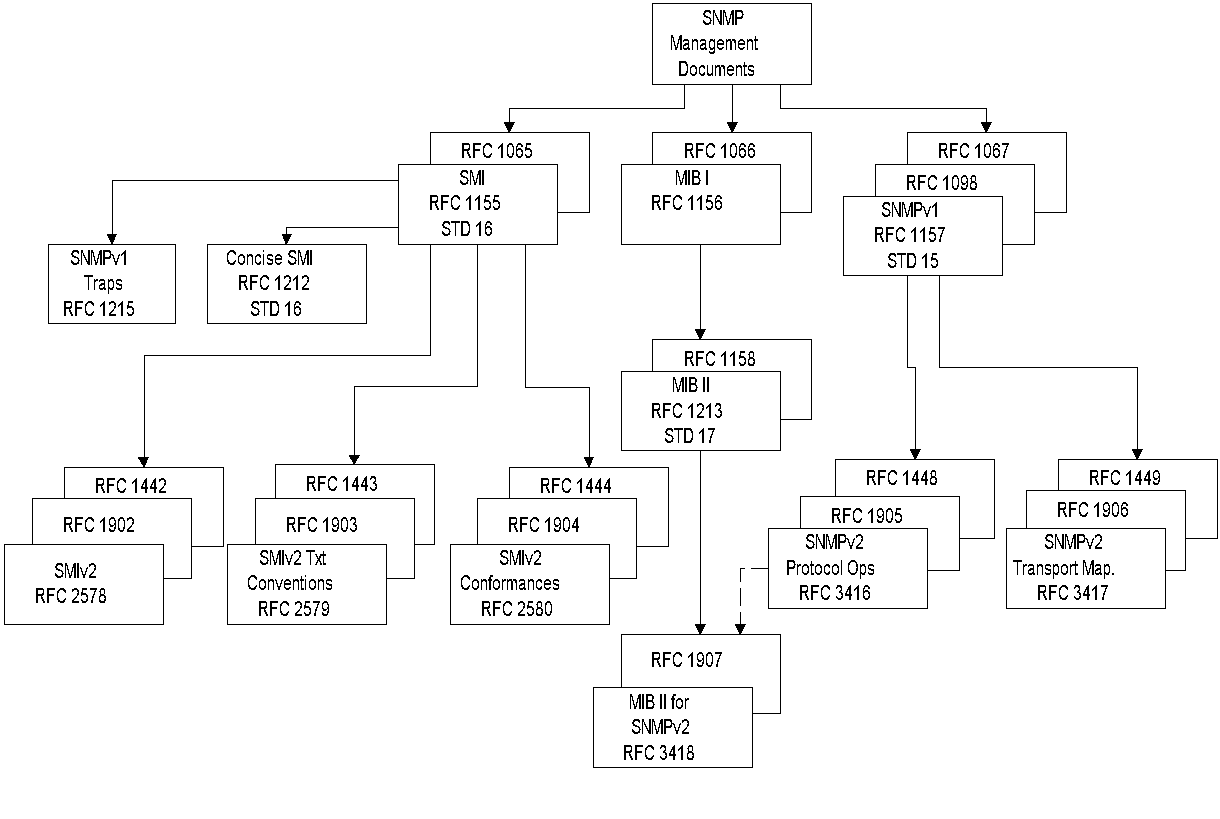 SNMP
Management
Documents
RFC 1065
SMI
RFC 1155
STD 16
RFC 1066
MIB I
RFC 1156
RFC 1067
RFC 1098
SNMPv1
RFC 1157
STD 15
SNMPv1
Traps
RFC 1215
Concise SMI
RFC 1212
STD 16
RFC 1158
MIB II
RFC 1213
STD 17
RFC 1442
RFC 1902
SMIv2
RFC 2578
RFC 1443
RFC 1903
SMIv2 Txt
Conventions
RFC 2579
RFC 1444
RFC 1904
SMIv2
Conformances
RFC 2580
RFC 1448
RFC 1905
SNMPv2
Protocol Ops
RFC 3416
RFC 1449
RFC 1906
SNMPv2
Transport Map.
RFC 3417
RFC 1907
MIB II for
SNMPv2
RFC 3418